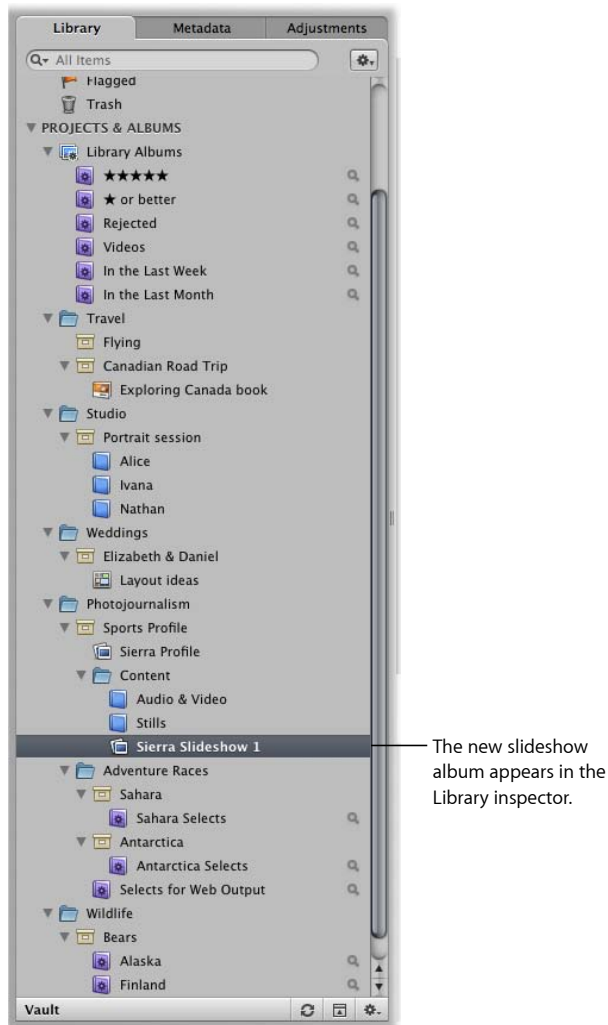 Library Metadata Adjustments
All Items
Flagged
Trash
PROJECTS & ALBUMS
Library Albums
★★★★★
★ or better
Rejected
Videos
In the Last Week
In the Last Month
Travel
Flying
Canadian Road Trip
Exploring Canada book
Studio
Portrait session
Alice
Ivana
Nathan
Weddings
Elizabeth & Daniel
Layout ideas
Photojournalism
Sports Profile
Sierra Profile
Content
Audio & Video
Stills
Sierra Slideshow 1
The new slideshow
album appears in the
Library inspector.
Adventure Races
Sahara
Sahara Selects
Antarctica
Antarctica Selects
Selects for Web Output
Wildlife
Bears
Alaska
Finland
Vault